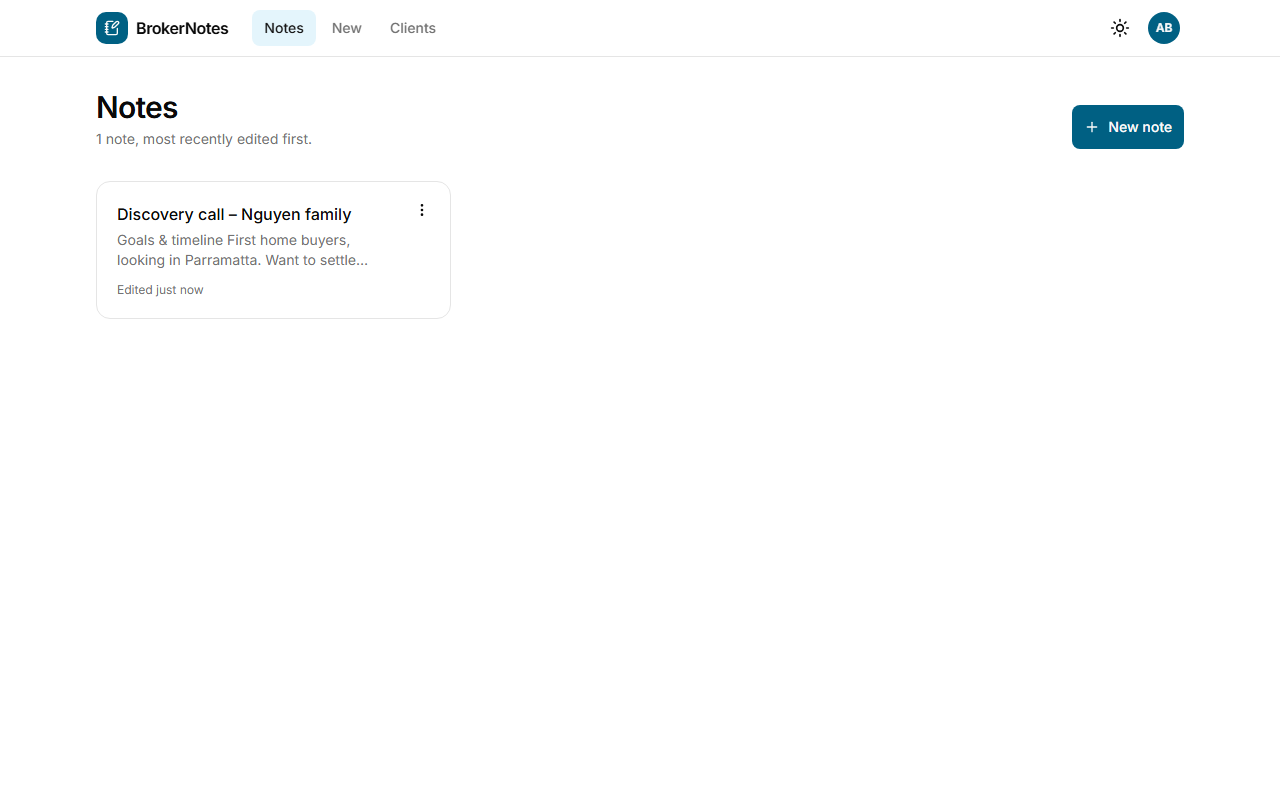 BrokerNotes Notes New Clients AB
Notes
1 note, most recently edited first.
+ New note
Discovery call – Nguyen family
Goals & timeline First home buyers,
looking in Parramatta. Want to settle...
Edited just now